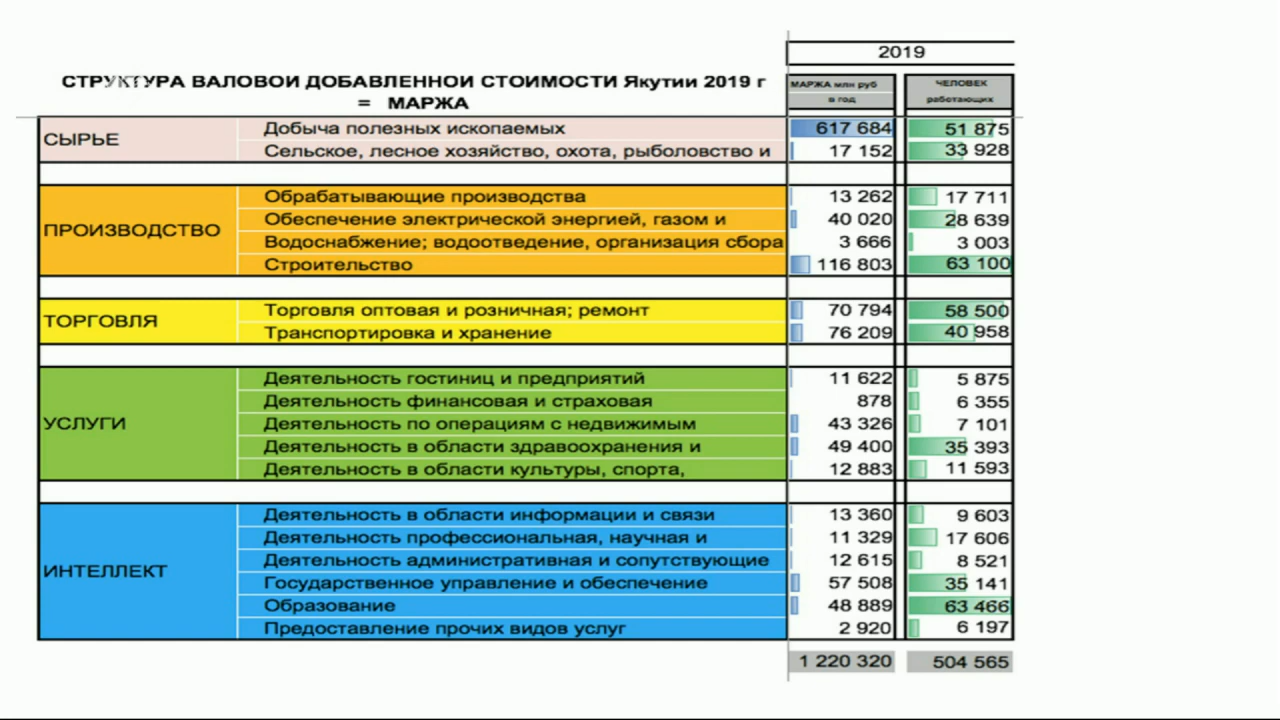 2019
СТРУКТУРА ВАЛОВОИ ДОБАВЛЕННОИ СТОИМОСТИ Якутии 2019 г
= МАРЖА
МАРЖА млн руб
в год
ЧЕЛОВЕК
работающих
СЫРЬЕ
Добыча полезных ископаемых 617 684 51 875
Сельское, лесное хозяйство, охота, рыболовство и 17 152 33 928
ПРОИЗВОДСТВО
Обрабатывающие производства 13 262 17 711
Обеспечение электрической энергией, газом и 40 020 28 639
Водоснабжение; водоотведение, организация сбора 3 666 3 003
Строительство 116 803 63 100
ТОРГОВЛЯ
Торговля оптовая и розничная; ремонт 70 794 58 500
Транспортировка и хранение 76 209 40 958
УСЛУГИ
Деятельность гостиниц и предприятий 11 622 5 875
Деятельность финансовая и страховая 878 6 355
Деятельность по операциям с недвижимым 43 326 7 101
Деятельность в области здравоохранения и 49 400 35 393
Деятельность в области культуры, спорта, 12 883 11 593
ИНТЕЛЛЕКТ
Деятельность в области информации и связи 13 360 9 603
Деятельность профессиональная, научная и 11 329 17 606
Деятельность административная и сопутствующие 12 615 8 521
Государственное управление и обеспечение 57 508 35 141
Образование 48 889 63 466
Предоставление прочих видов услуг 2 920 6 197
1 220 320 504 565